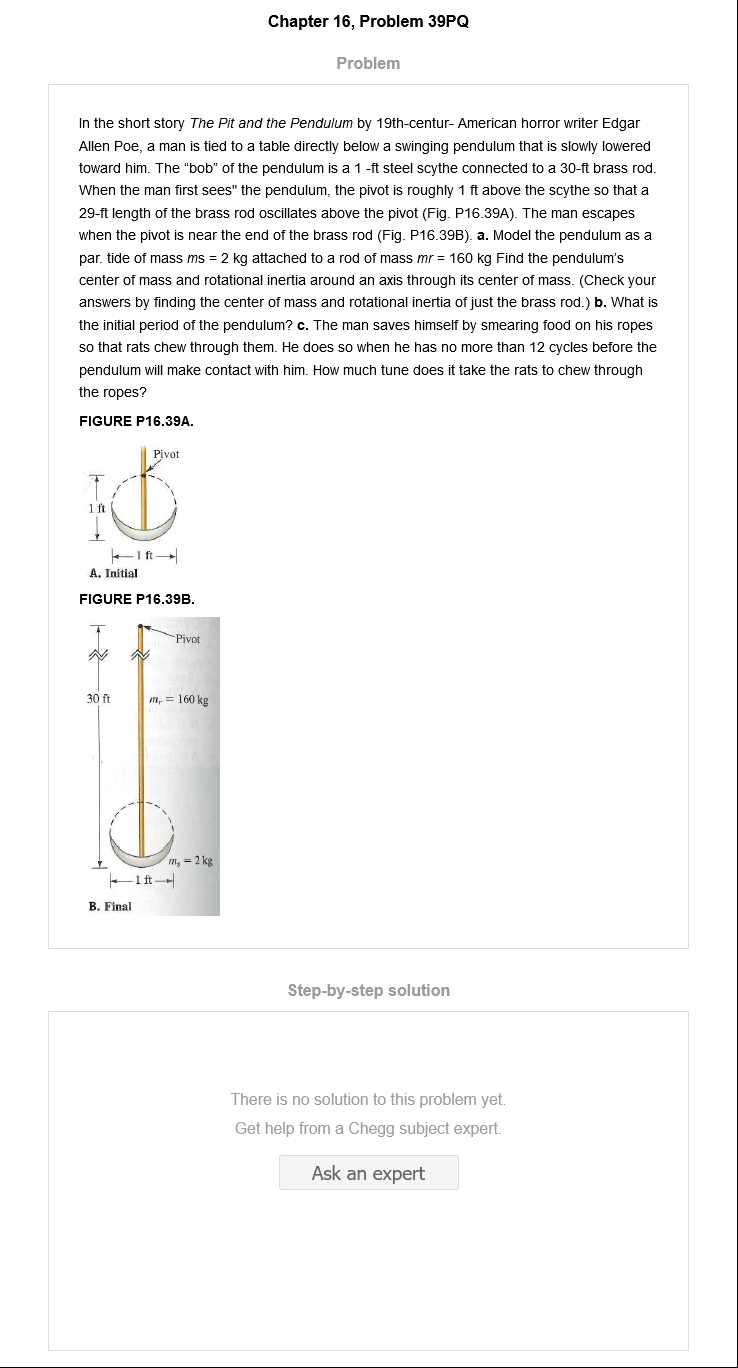 Chapter 16, Problem 39PQ
Problem
In the short story The Pit and the Pendulum by 19th-centur- American horror writer Edgar
Allen Poe, a man is tied to a table directly below a swinging pendulum that is slowly lowered
toward him. The “bob” of the pendulum is a 1 -ft steel scythe connected to a 30-ft brass rod.
When the man first sees" the pendulum, the pivot is roughly 1 ft above the scythe so that a
29-ft length of the brass rod oscillates above the pivot (Fig. P16.39A). The man escapes
when the pivot is near the end of the brass rod (Fig. P16.39B). a. Model the pendulum as a
par. tide of mass ms = 2 kg attached to a rod of mass mr = 160 kg Find the pendulum’s
center of mass and rotational inertia around an axis through its center of mass. (Check your
answers by finding the center of mass and rotational inertia of just the brass rod.) b. What is
the initial period of the pendulum? c. The man saves himself by smearing food on his ropes
so that rats chew through them. He does so when he has no more than 12 cycles before the
pendulum will make contact with him. How much tune does it take the rats to chew through
the ropes?
FIGURE P16.39A.
Pivot
1 ft
1 ft
A. Initial
FIGURE P16.39B.
Pivot
30 ft
mr = 160 kg
ms = 2 kg
1 ft
B. Final
Step-by-step solution
There is no solution to this problem yet.
Get help from a Chegg subject expert.
Ask an expert